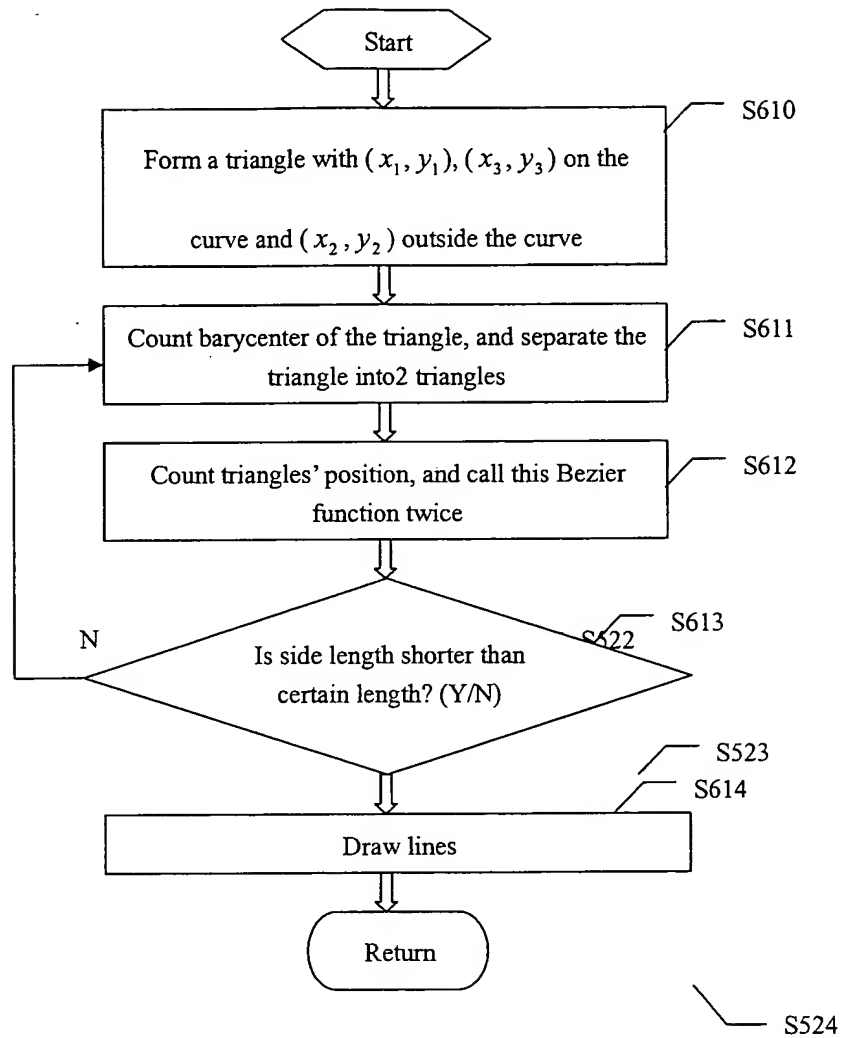 Start
S610
Form a triangle with (x₁, y₁), (x₃, y₃) on the
curve and (x₂, y₂) outside the curve
S611
Count barycenter of the triangle, and separate the
triangle into2 triangles
S612
Count triangles' position, and call this Bezier
function twice
N
S613
S522
Is side length shorter than
certain length? (Y/N)
S523
S614
Draw lines
Return
S524